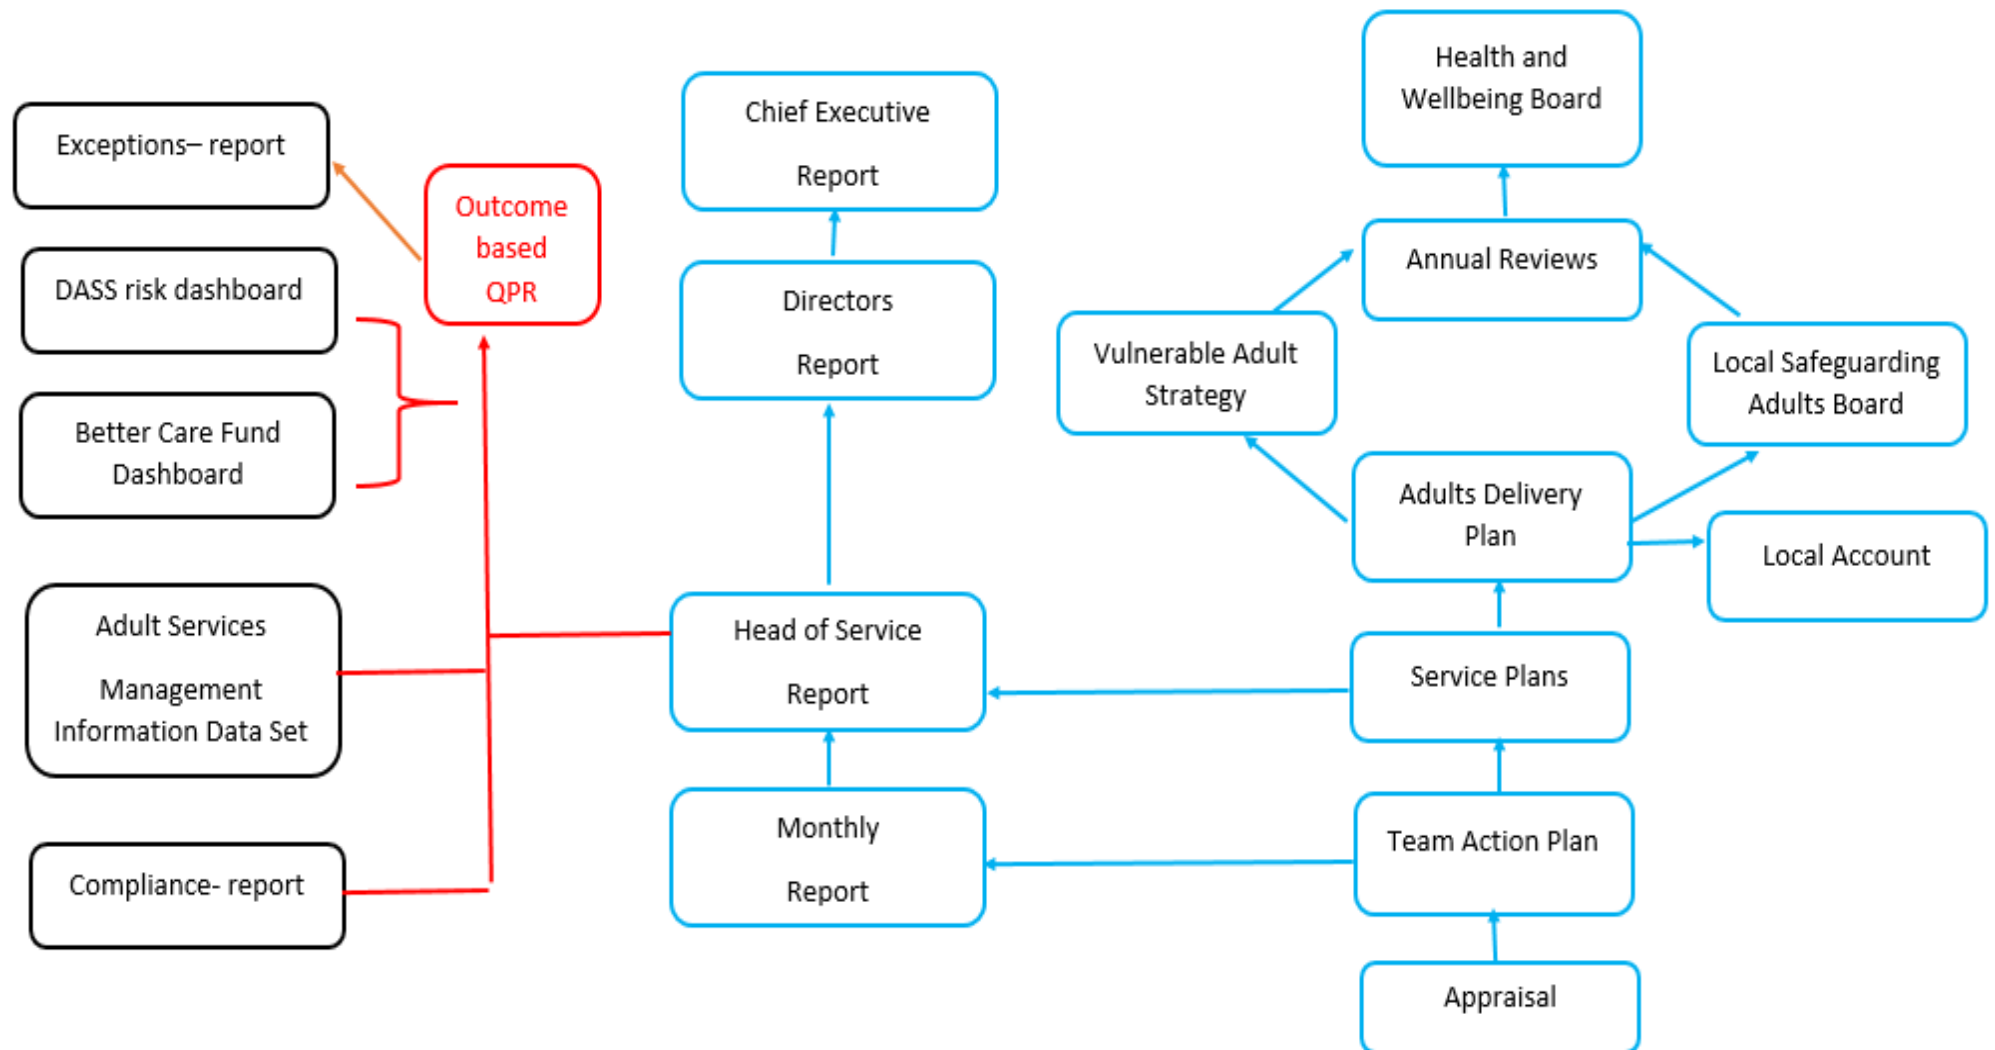 Exceptions– report
DASS risk dashboard
Better Care Fund
Dashboard
Adult Services
Management
Information Data Set
Compliance- report
Outcome
based
QPR
Chief Executive
Report
Directors
Report
Head of Service
Report
Monthly
Report
Health and
Wellbeing Board
Annual Reviews
Vulnerable Adult
Strategy
Local Safeguarding
Adults Board
Adults Delivery
Plan
Local Account
Service Plans
Team Action Plan
Appraisal